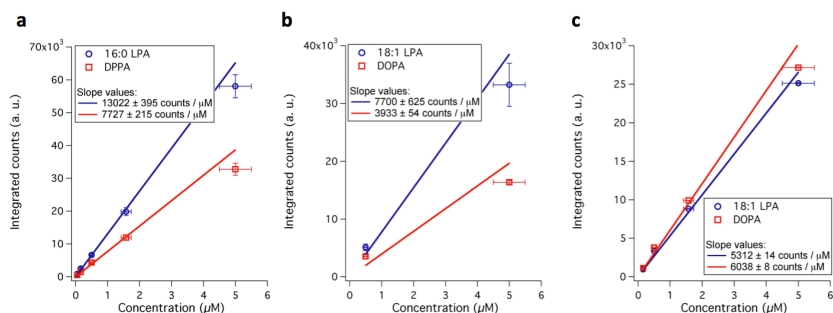 a
70x10³
60
50
40
30
20
10
0
Integrated counts (a. u.)
16:0 LPA
DPPA
Slope values:
13022 ± 395 counts / µM
7727 ± 215 counts / µM
0 1 2 3 4 5 6
Concentration (µM)
b
40x10³
30
20
10
0
Integrated counts (a. u.)
18:1 LPA
DOPA
Slope values:
7700 ± 625 counts / µM
3933 ± 54 counts / µM
0 1 2 3 4 5 6
Concentration (µM)
c
30x10³
25
20
15
10
5
0
Integrated counts (a. u.)
18:1 LPA
DOPA
Slope values:
5312 ± 14 counts / µM
6038 ± 8 counts / µM
0 1 2 3 4 5 6
Concentration (µM)